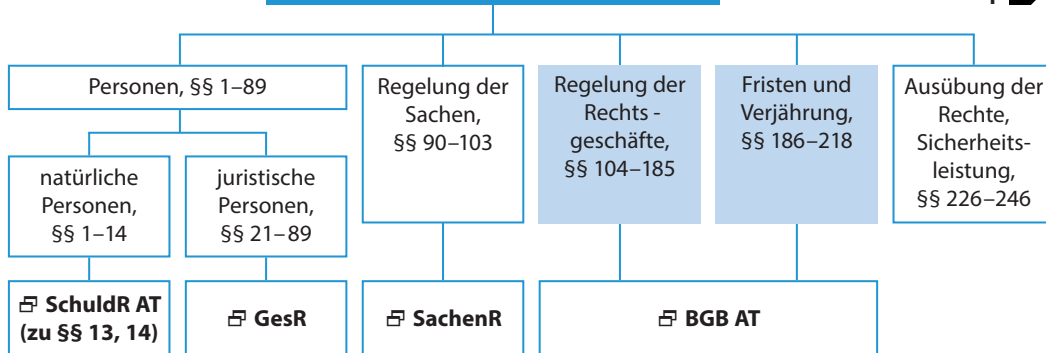 Personen, §§ 1–89
natürliche
Personen,
§§ 1–14
juristische
Personen,
§§ 21–89
Regelung der
Sachen,
§§ 90–103
Regelung der
Rechts -
geschäfte,
§§ 104–185
Fristen und
Verjährung,
§§ 186–218
Ausübung der
Rechte,
Sicherheits-
leistung,
§§ 226–246
SchuldR AT
(zu §§ 13, 14)
GesR
SachenR
BGB AT